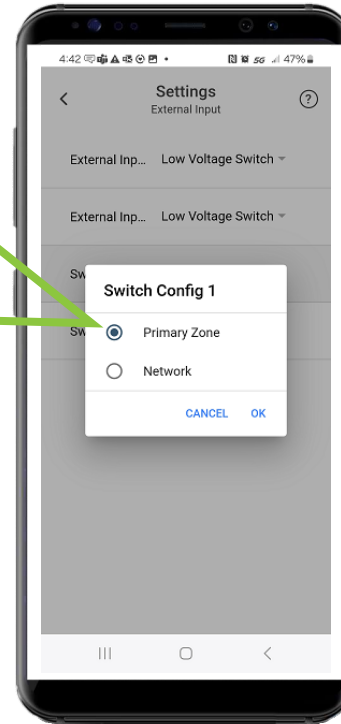 4:42 5G 47%
Settings
External Input ?
External Inp... Low Voltage Switch
External Inp... Low Voltage Switch
Sw
Switch Config 1
Sw
Primary Zone
Network
CANCEL OK